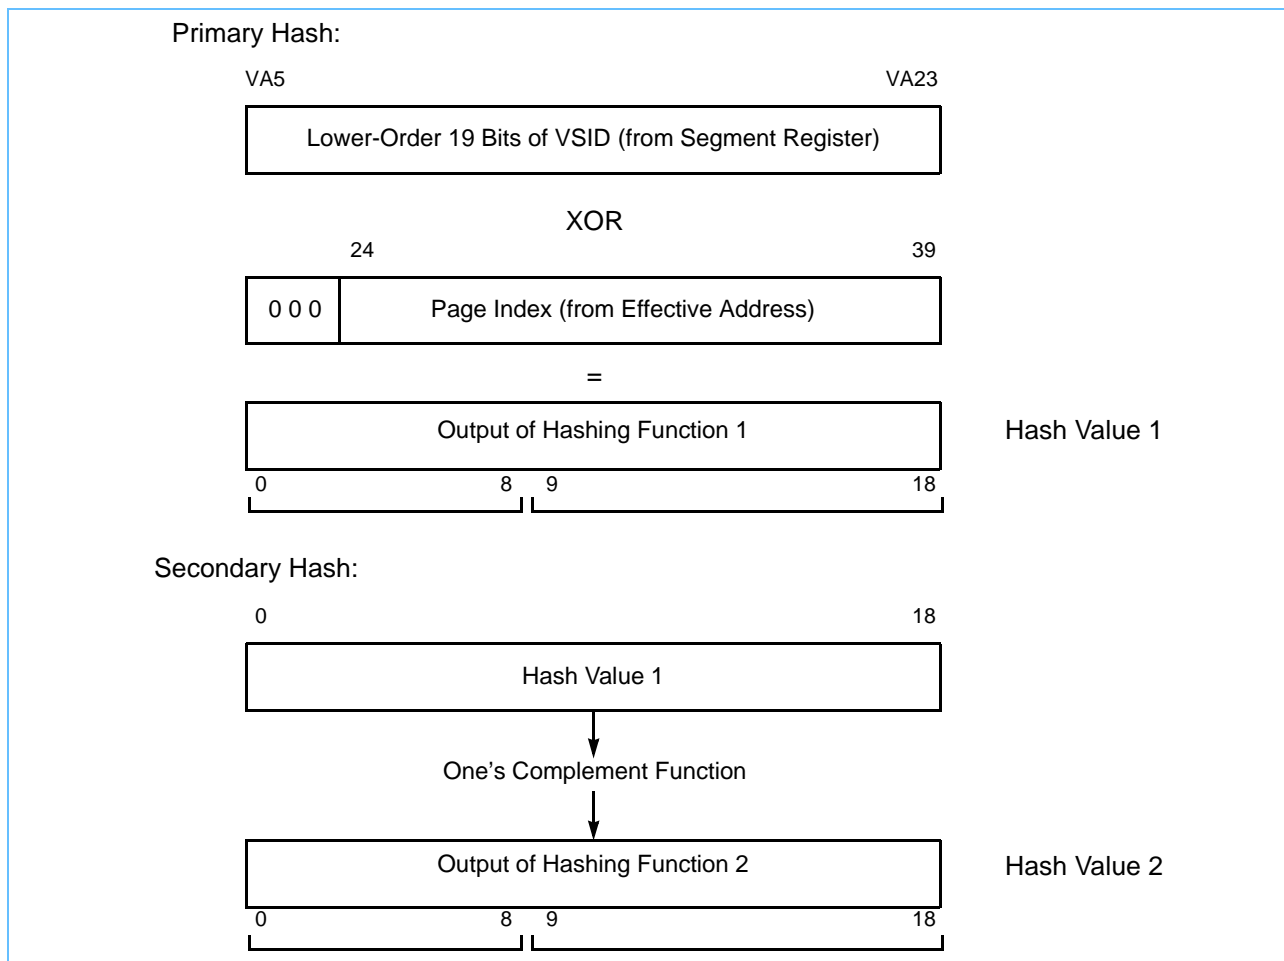 Primary Hash:
VA5 VA23
Lower-Order 19 Bits of VSID (from Segment Register)
XOR
24 39
0 0 0 Page Index (from Effective Address)
=
Output of Hashing Function 1 Hash Value 1
0 8 9 18
Secondary Hash:
0 18
Hash Value 1
One’s Complement Function
Output of Hashing Function 2 Hash Value 2
0 8 9 18